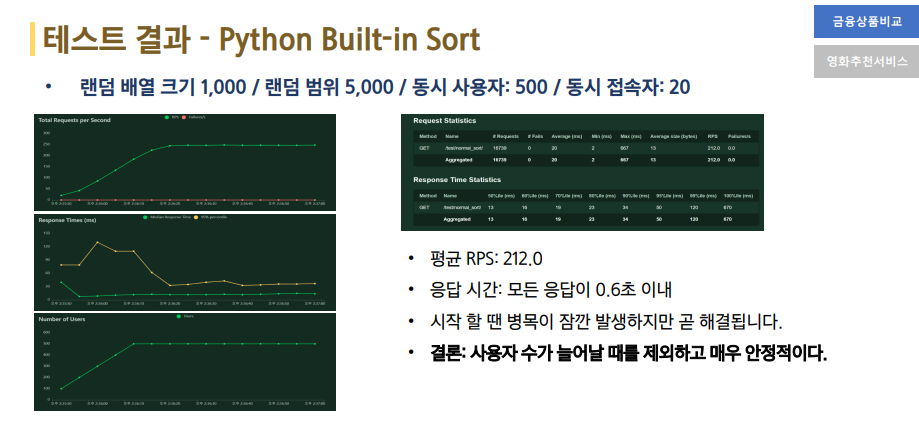 테스트 결과 - Python Built-in Sort
금융상품비교
영화추천서비스
• 랜덤 배열 크기 1,000 / 랜덤 범위 5,000 / 동시 사용자: 500 / 동시 접속자: 20
Total Requests per Second
RPS Failures/s
Response Times (ms)
Median Response Time 95% percentile
Number of Users
Users
Request Statistics
Method Name # Requests # Fails Average (ms) Min (ms) Max (ms) Average size (bytes) RPS Failures/s
GET /test/normal_sort/ 16739 0 20 2 667 13 212.0 0.0
Aggregated 16739 0 20 2 667 13 212.0 0.0
Response Time Statistics
Method Name 50%ile (ms) 60%ile (ms) 70%ile (ms) 80%ile (ms) 90%ile (ms) 95%ile (ms) 99%ile (ms) 100%ile (ms)
GET /test/normal_sort/ 13 16 19 23 34 50 120 670
Aggregated 13 16 19 23 34 50 120 670
• 평균 RPS: 212.0
• 응답 시간: 모든 응답이 0.6초 이내
• 시작 할 땐 병목이 잠깐 발생하지만 곧 해결됩니다.
• 결론: 사용자 수가 늘어날 때를 제외하고 매우 안정적이다.